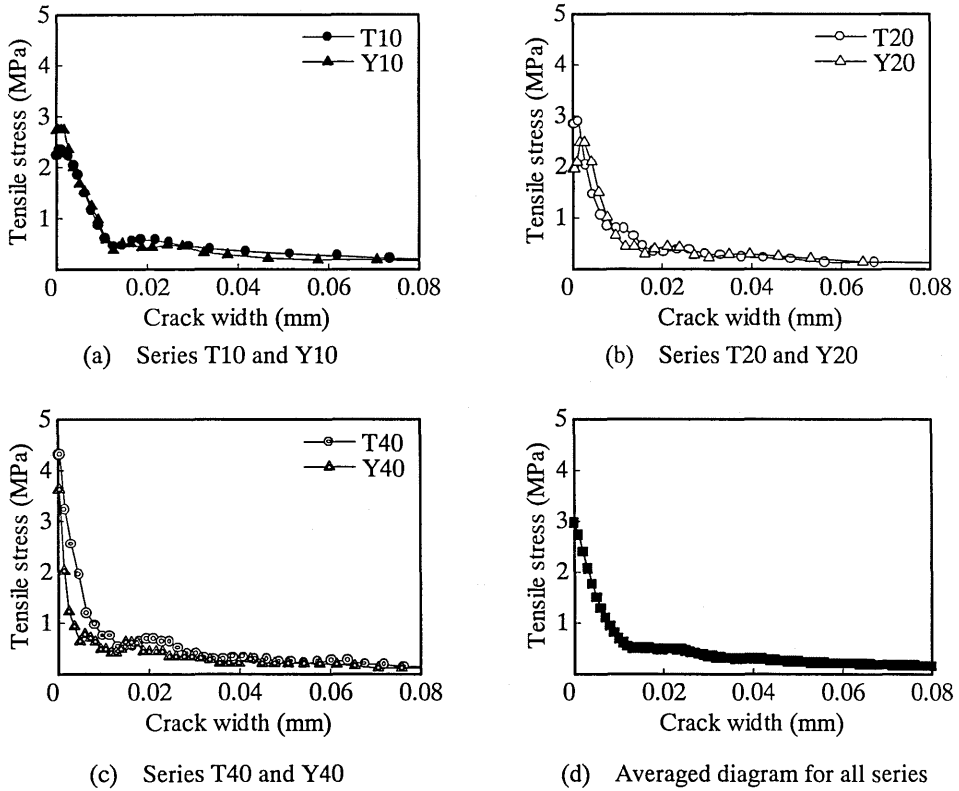 5
T10
Y10
4
3
2
1
Tensile stress (MPa)
0
0.02
0.04
0.06
0.08
Crack width (mm)
(a) Series T10 and Y10
5
T20
Y20
4
3
2
1
Tensile stress (MPa)
0
0.02
0.04
0.06
0.08
Crack width (mm)
(b) Series T20 and Y20
5
T40
Y40
4
3
2
1
Tensile stress (MPa)
0
0.02
0.04
0.06
0.08
Crack width (mm)
(c) Series T40 and Y40
5
4
3
2
1
Tensile stress (MPa)
0
0.02
0.04
0.06
0.08
Crack width (mm)
(d) Averaged diagram for all series